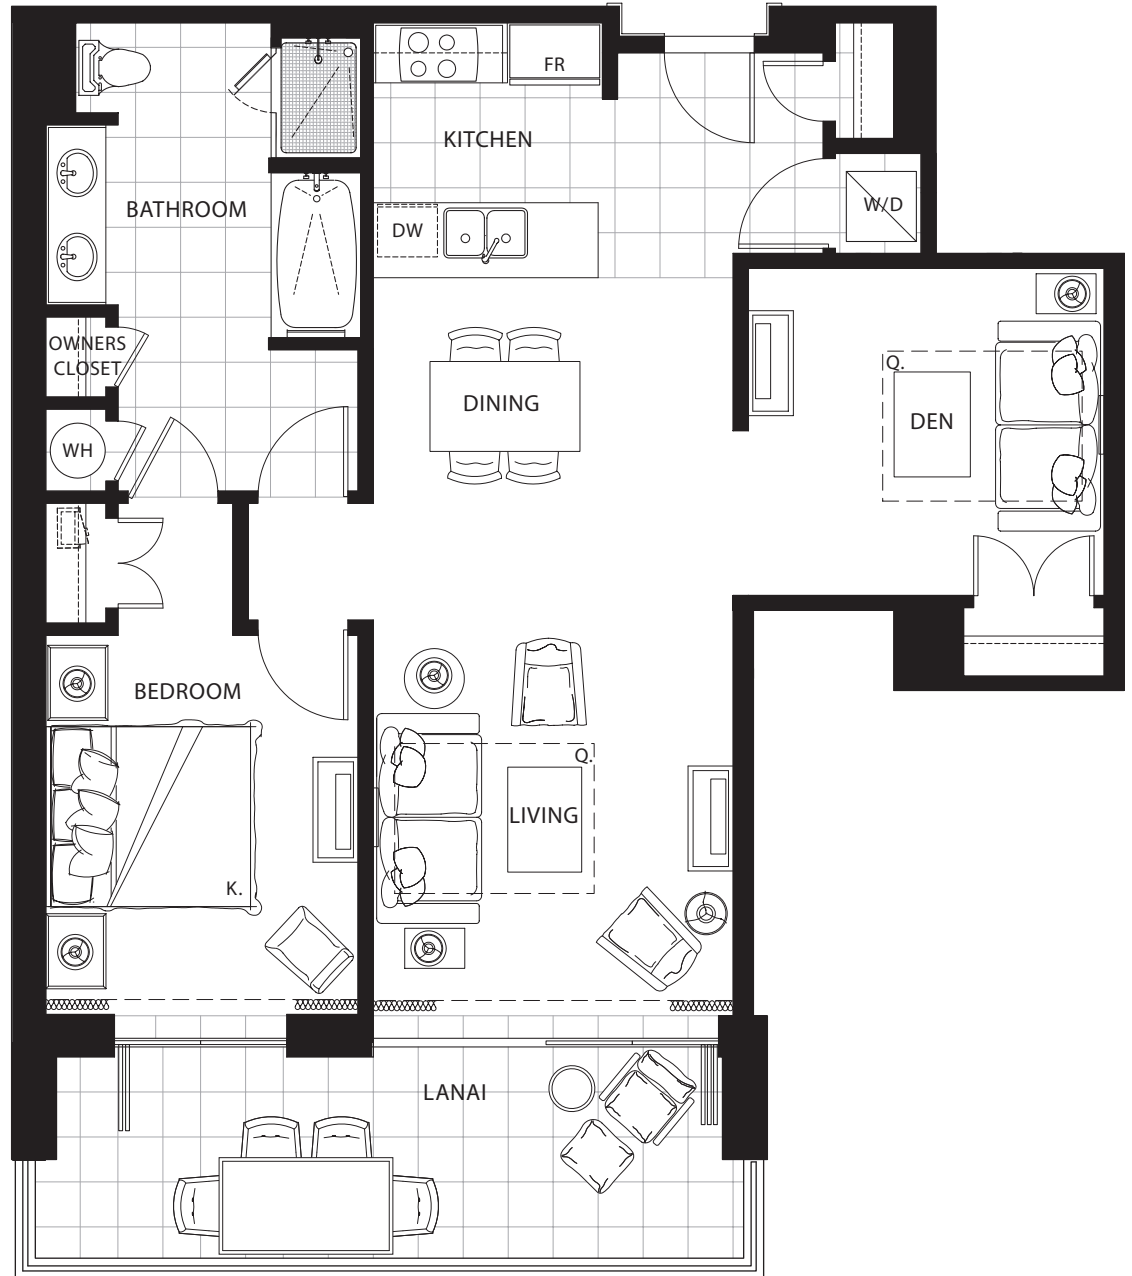 FR
KITCHEN
W/D
BATHROOM
DW
OWNERS
CLOSET
Q.
DINING
DEN
WH
BEDROOM
Q.
LIVING
K.
LANAI